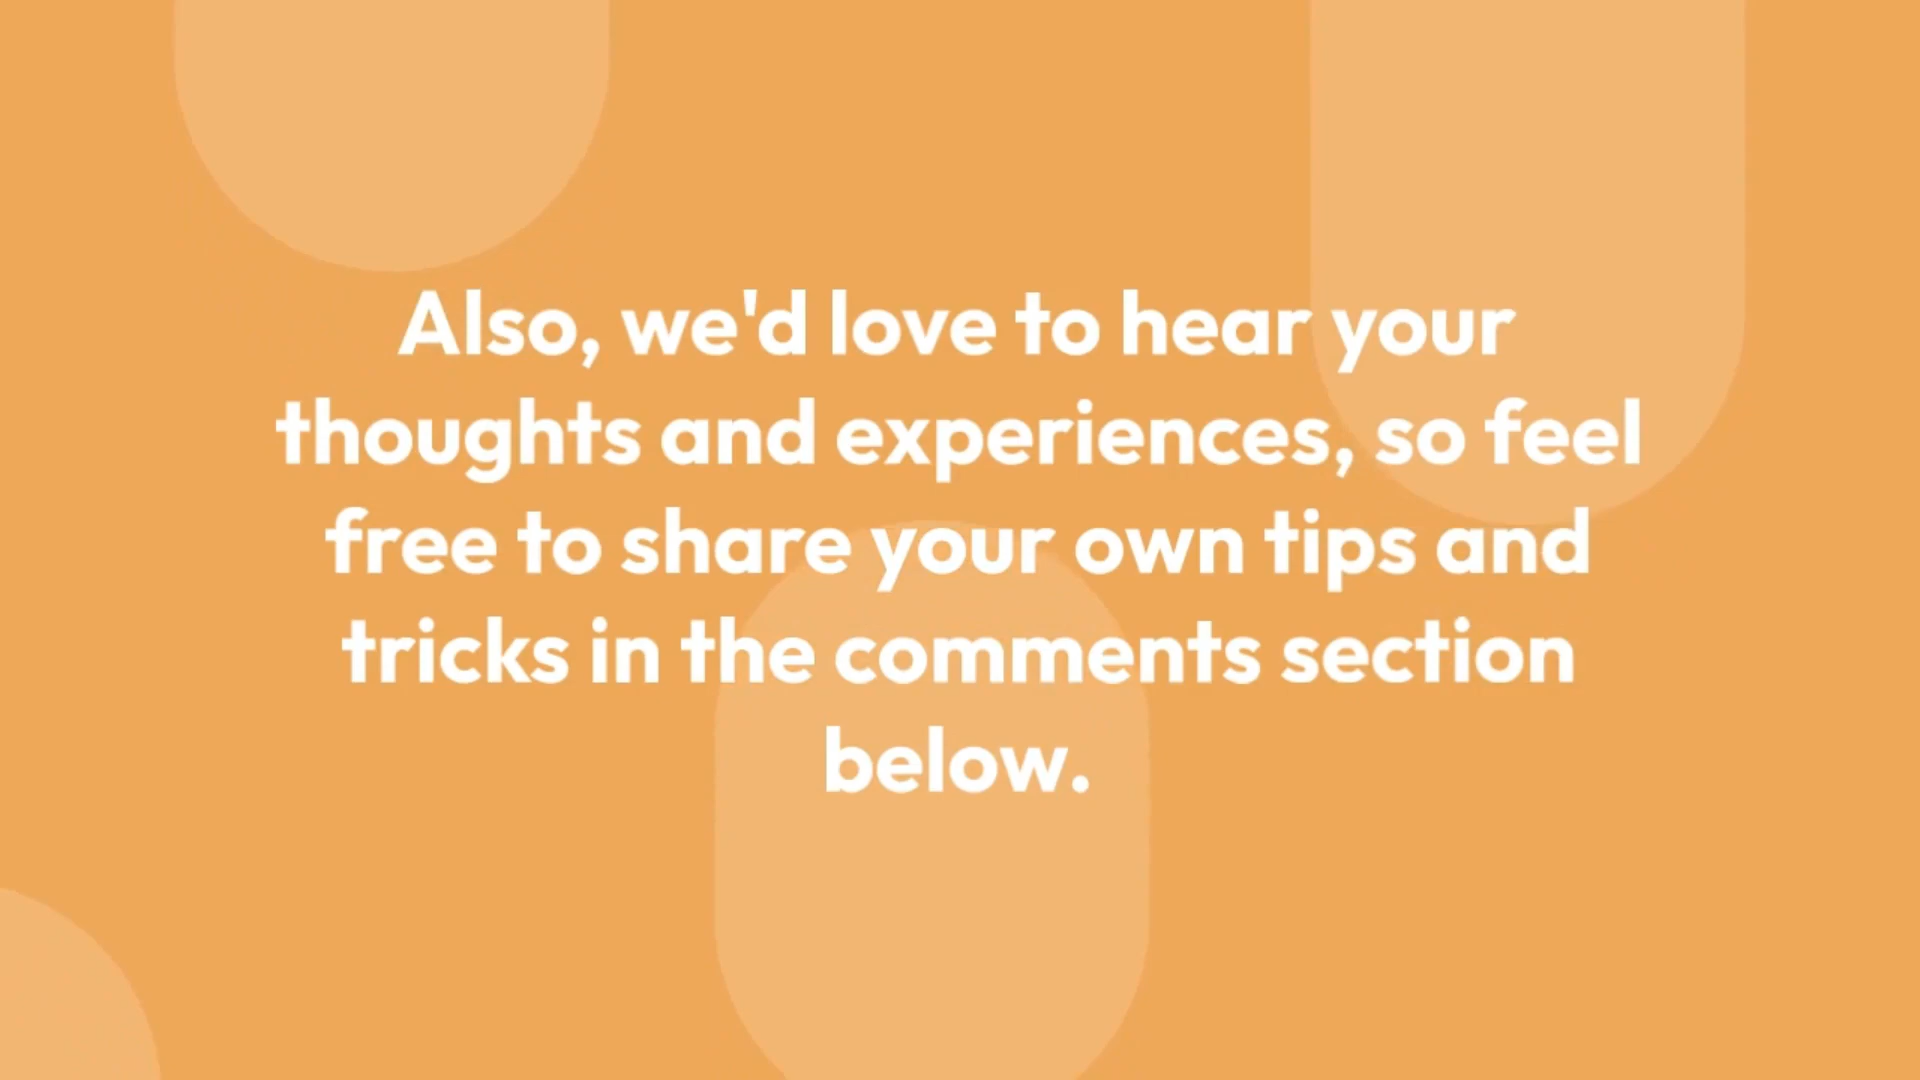 Also, we'd love to hear your
thoughts and experiences, so feel
free to share your own tips and
tricks in the comments section
below.